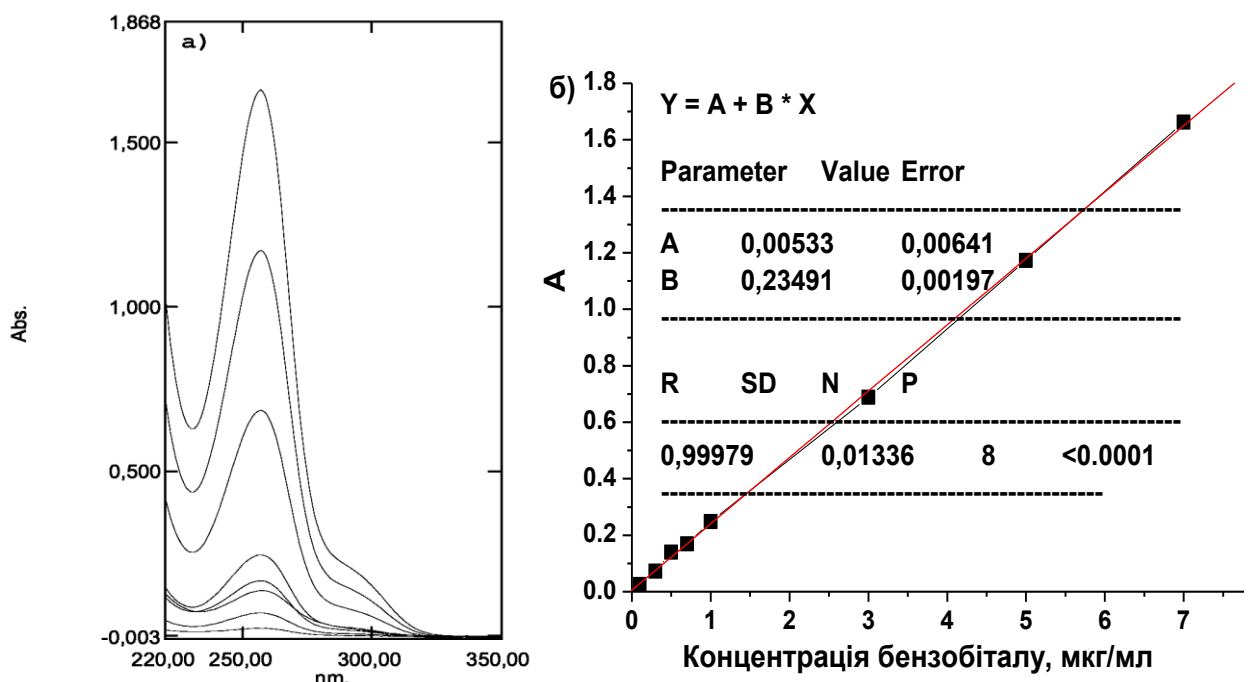 1,868
а)
1,500
1,000
0,500
-0,003
Abs.
220,00 250,00 300,00 350,00
nm.
б)
Y = A + B * X
Parameter Value Error
A 0,00533 0,00641
B 0,23491 0,00197
R SD N P
0,99979 0,01336 8 <0.0001
1.8
1.6
1.4
1.2
1.0
0.8
0.6
0.4
0.2
0.0
A
0 1 2 3 4 5 6 7
Концентрація бензобіталу, мкг/мл